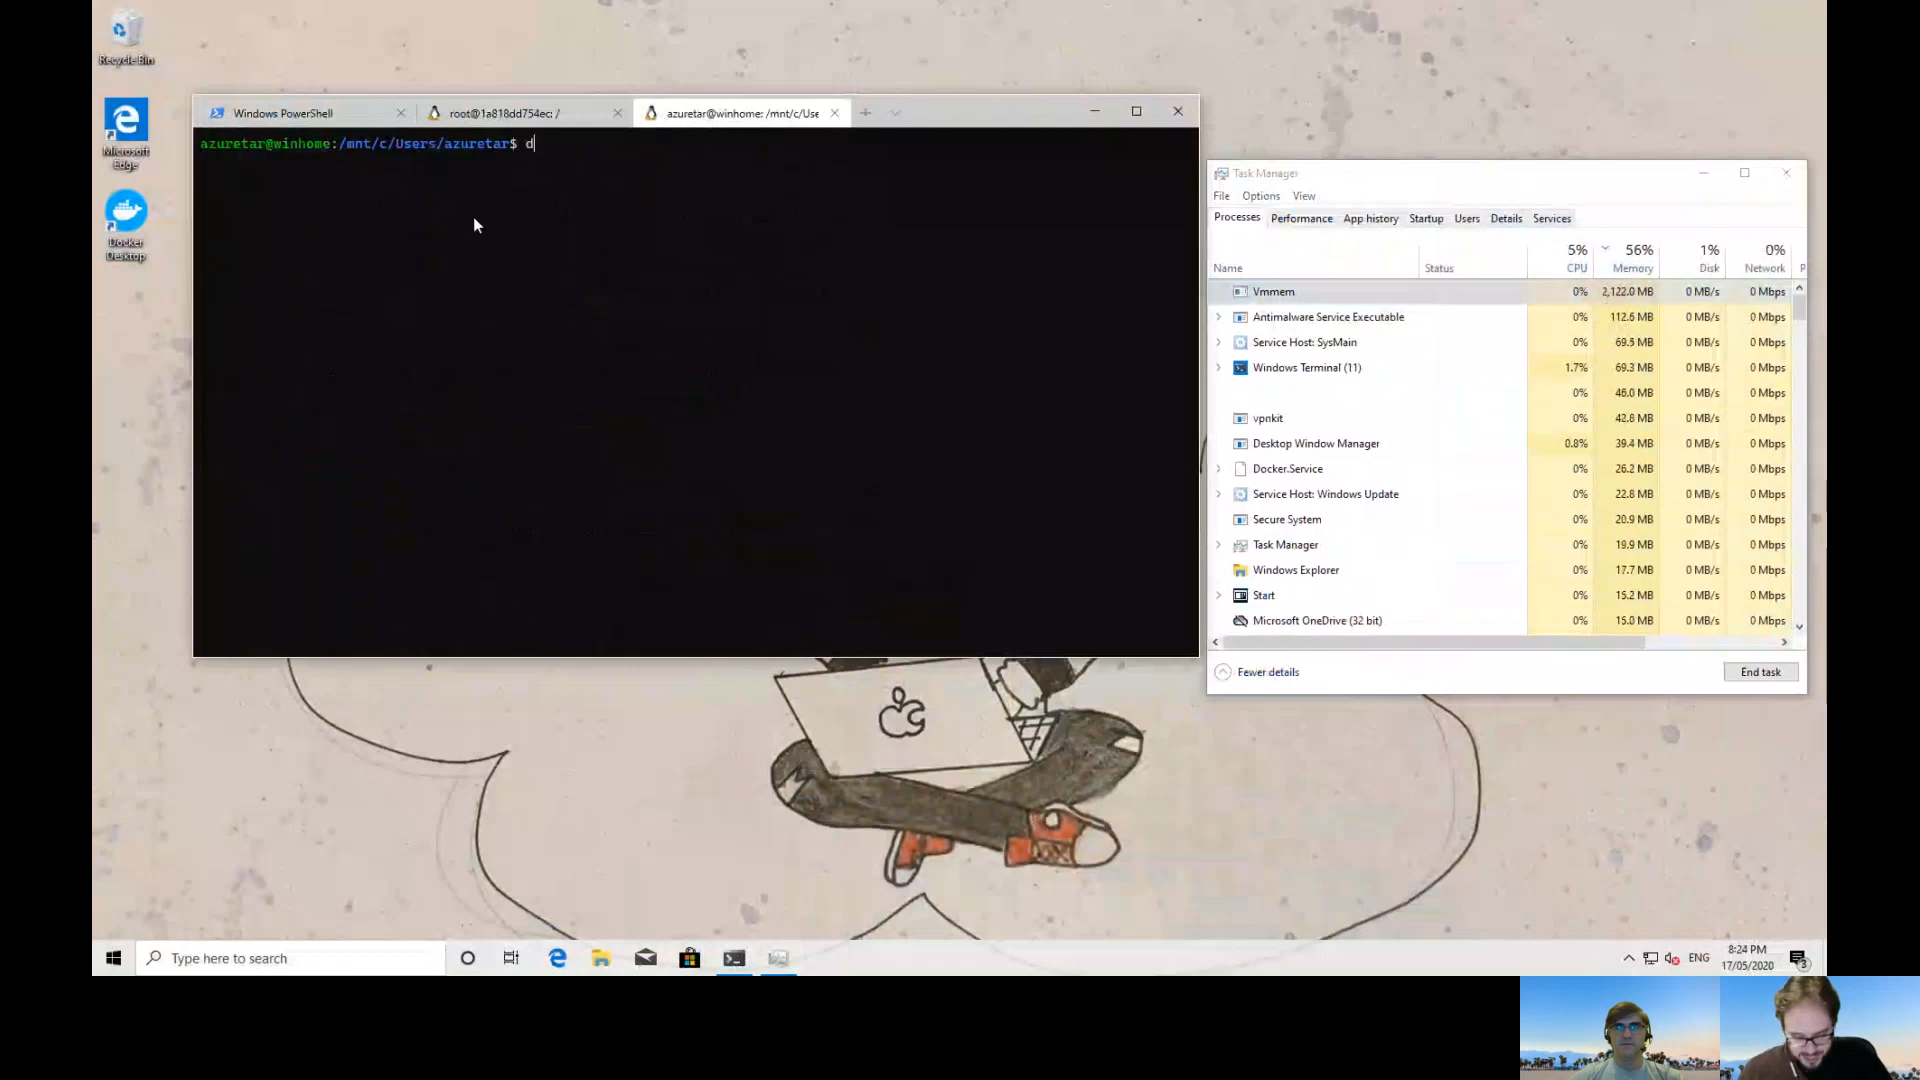 Recycle Bin
Microsoft
Edge
Docker
Desktop
Windows PowerShell
root@1a818dd754ec: /
azuretar@winhome: /mnt/c/Use
azuretar@winhome:/mnt/c/Users/azuretar$ d
Task Manager
File Options View
Processes Performance App history Startup Users Details Services
5% 56% 1% 0%
Name Status CPU Memory Disk Network P
Vmmem 0% 2,122.0 MB 0 MB/s 0 Mbps
Antimalware Service Executable 0% 112.6 MB 0 MB/s 0 Mbps
Service Host: SysMain 0% 69.5 MB 0 MB/s 0 Mbps
Windows Terminal (11) 1.7% 69.3 MB 0 MB/s 0 Mbps
0% 46.0 MB 0 MB/s 0 Mbps
vpnkit 0% 42.8 MB 0 MB/s 0 Mbps
Desktop Window Manager 0.8% 39.4 MB 0 MB/s 0 Mbps
Docker.Service 0% 26.2 MB 0 MB/s 0 Mbps
Service Host: Windows Update 0% 22.8 MB 0 MB/s 0 Mbps
Secure System 0% 20.9 MB 0 MB/s 0 Mbps
Task Manager 0% 19.9 MB 0 MB/s 0 Mbps
Windows Explorer 0% 17.7 MB 0 MB/s 0 Mbps
Start 0% 15.2 MB 0 MB/s 0 Mbps
Microsoft OneDrive (32 bit) 0% 15.0 MB 0 MB/s 0 Mbps
Fewer details
End task
Type here to search
ENG
8:24 PM
17/05/2020
3